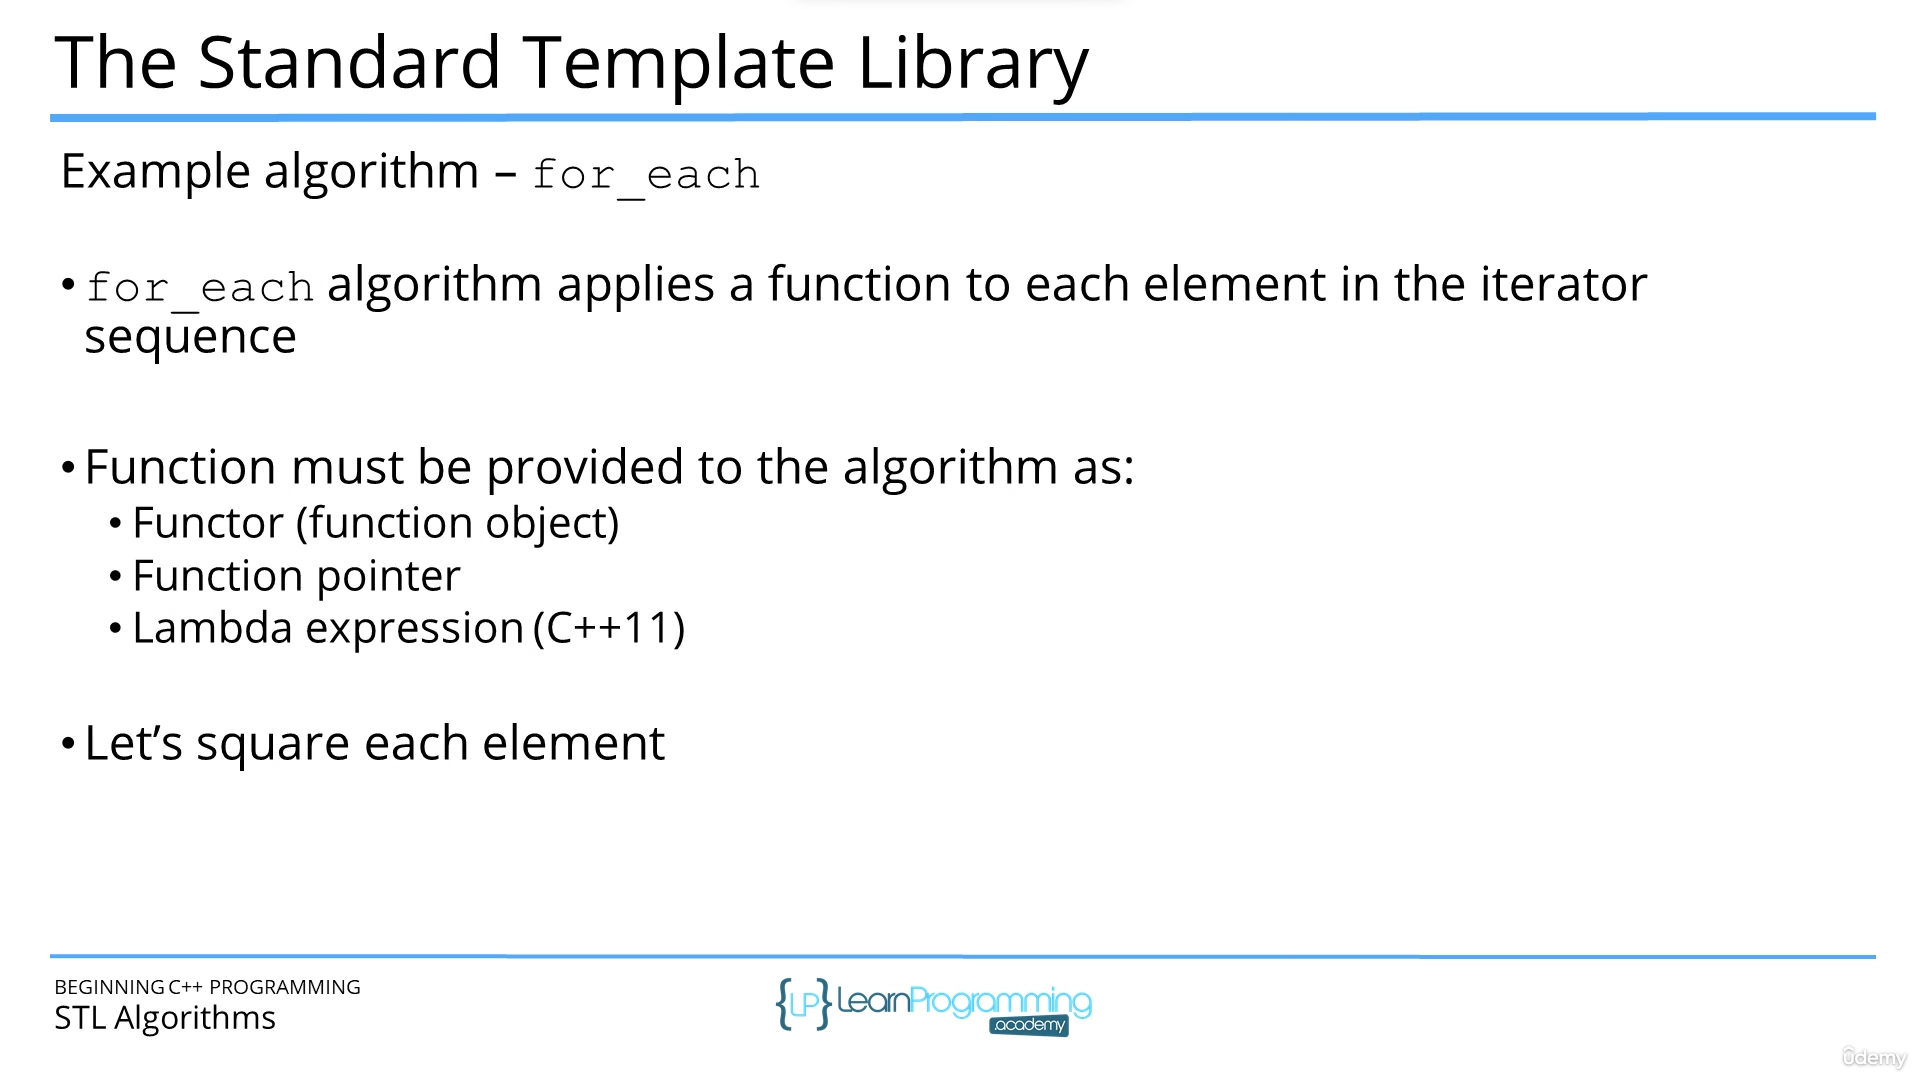 The Standard Template Library
Example algorithm – for_each
• for_each algorithm applies a function to each element in the iterator
sequence
• Function must be provided to the algorithm as:
• Functor (function object)
• Function pointer
• Lambda expression (C++11)
• Let’s square each element
BEGINNING C++ PROGRAMMING
STL Algorithms
{LP} LearnProgramming
.academy
ûdemy